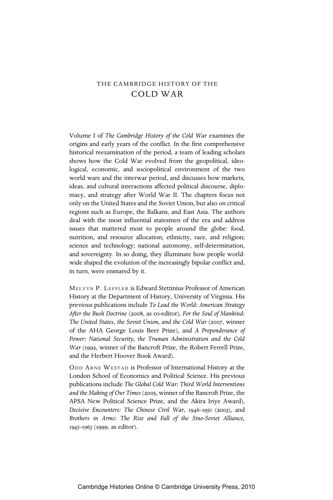 THE CAMBRIDGE HISTORY OF THE
COLD WAR
Volume I of The Cambridge History of the Cold War examines the
origins and early years of the conflict. In the first comprehensive
historical reexamination of the period, a team of leading scholars
shows how the Cold War evolved from the geopolitical, ideo-
logical, economic, and sociopolitical environment of the two
world wars and the interwar period, and discusses how markets,
ideas, and cultural interactions affected political discourse, diplo-
macy, and strategy after World War II. The chapters focus not
only on the United States and the Soviet Union, but also on critical
regions such as Europe, the Balkans, and East Asia. The authors
deal with the most influential statesmen of the era and address
issues that mattered most to people around the globe: food,
nutrition, and resource allocation; ethnicity, race, and religion;
science and technology; national autonomy, self-determination,
and sovereignty. In so doing, they illuminate how people world-
wide shaped the evolution of the increasingly bipolar conflict and,
in turn, were ensnared by it.
MELVYN P. LEFFLER is Edward Stettinius Professor of American
History at the Department of History, University of Virginia. His
previous publications include To Lead the World: American Strategy
After the Bush Doctrine (2008, as co-editor), For the Soul of Mankind:
The United States, the Soviet Union, and the Cold War (2007, winner
of the AHA George Louis Beer Prize), and A Preponderance of
Power: National Security, the Truman Administration and the Cold
War (1992, winner of the Bancroft Prize, the Robert Ferrell Prize,
and the Herbert Hoover Book Award).
ODD ARNE WESTAD is Professor of International History at the
London School of Economics and Political Science. His previous
publications include The Global Cold War: Third World Interventions
and the Making of Our Times (2005, winner of the Bancroft Prize, the
APSA New Political Science Prize, and the Akira Iriye Award),
Decisive Encounters: The Chinese Civil War, 1946–1950 (2003), and
Brothers in Arms: The Rise and Fall of the Sino-Soviet Alliance,
1945–1963 (1999, as editor).
Cambridge Histories Online © Cambridge University Press, 2010